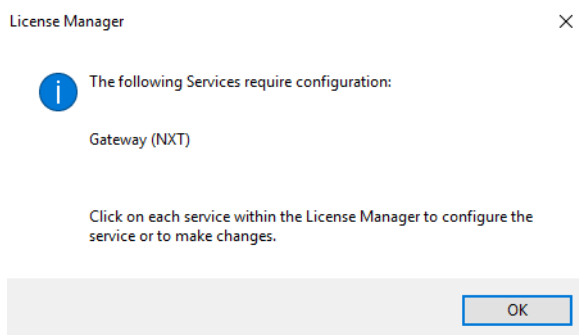 License Manager
The following Services require configuration:
Gateway (NXT)
Click on each service within the License Manager to configure the
service or to make changes.
OK